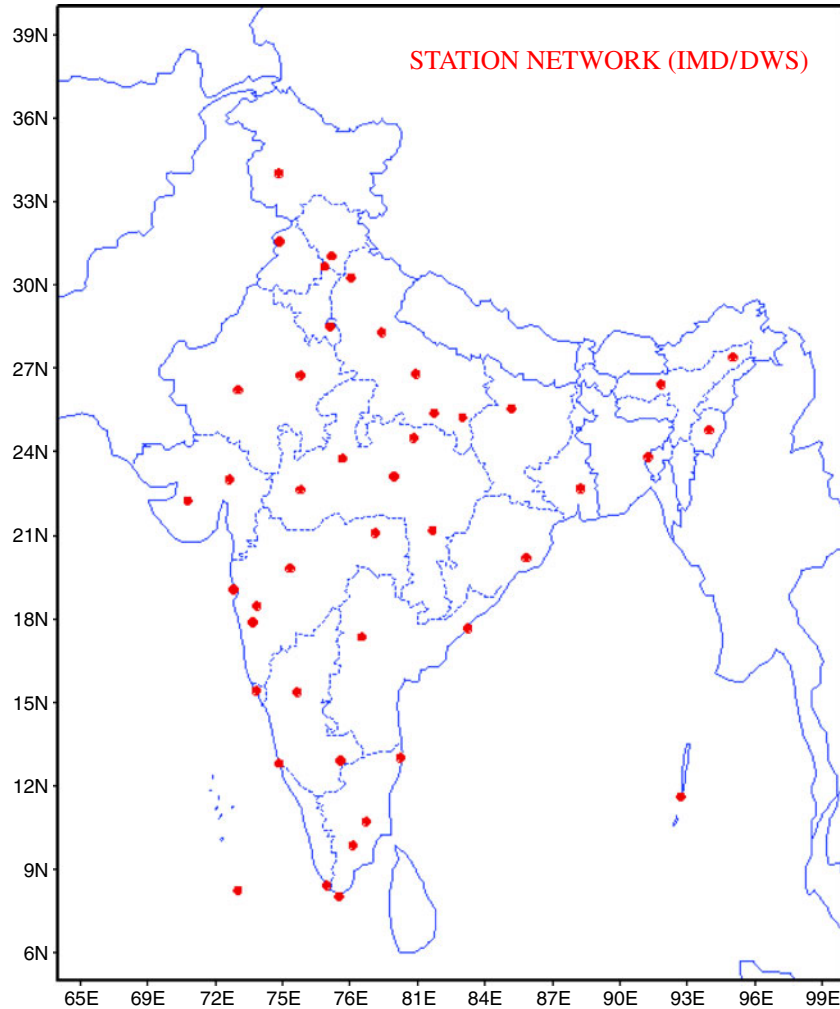 STATION NETWORK (IMD/DWS)
39N
36N
33N
30N
27N
24N
21N
18N
15N
12N
9N
6N
65E 69E 72E 75E 76E 81E 84E 87E 90E 93E 96E 99E